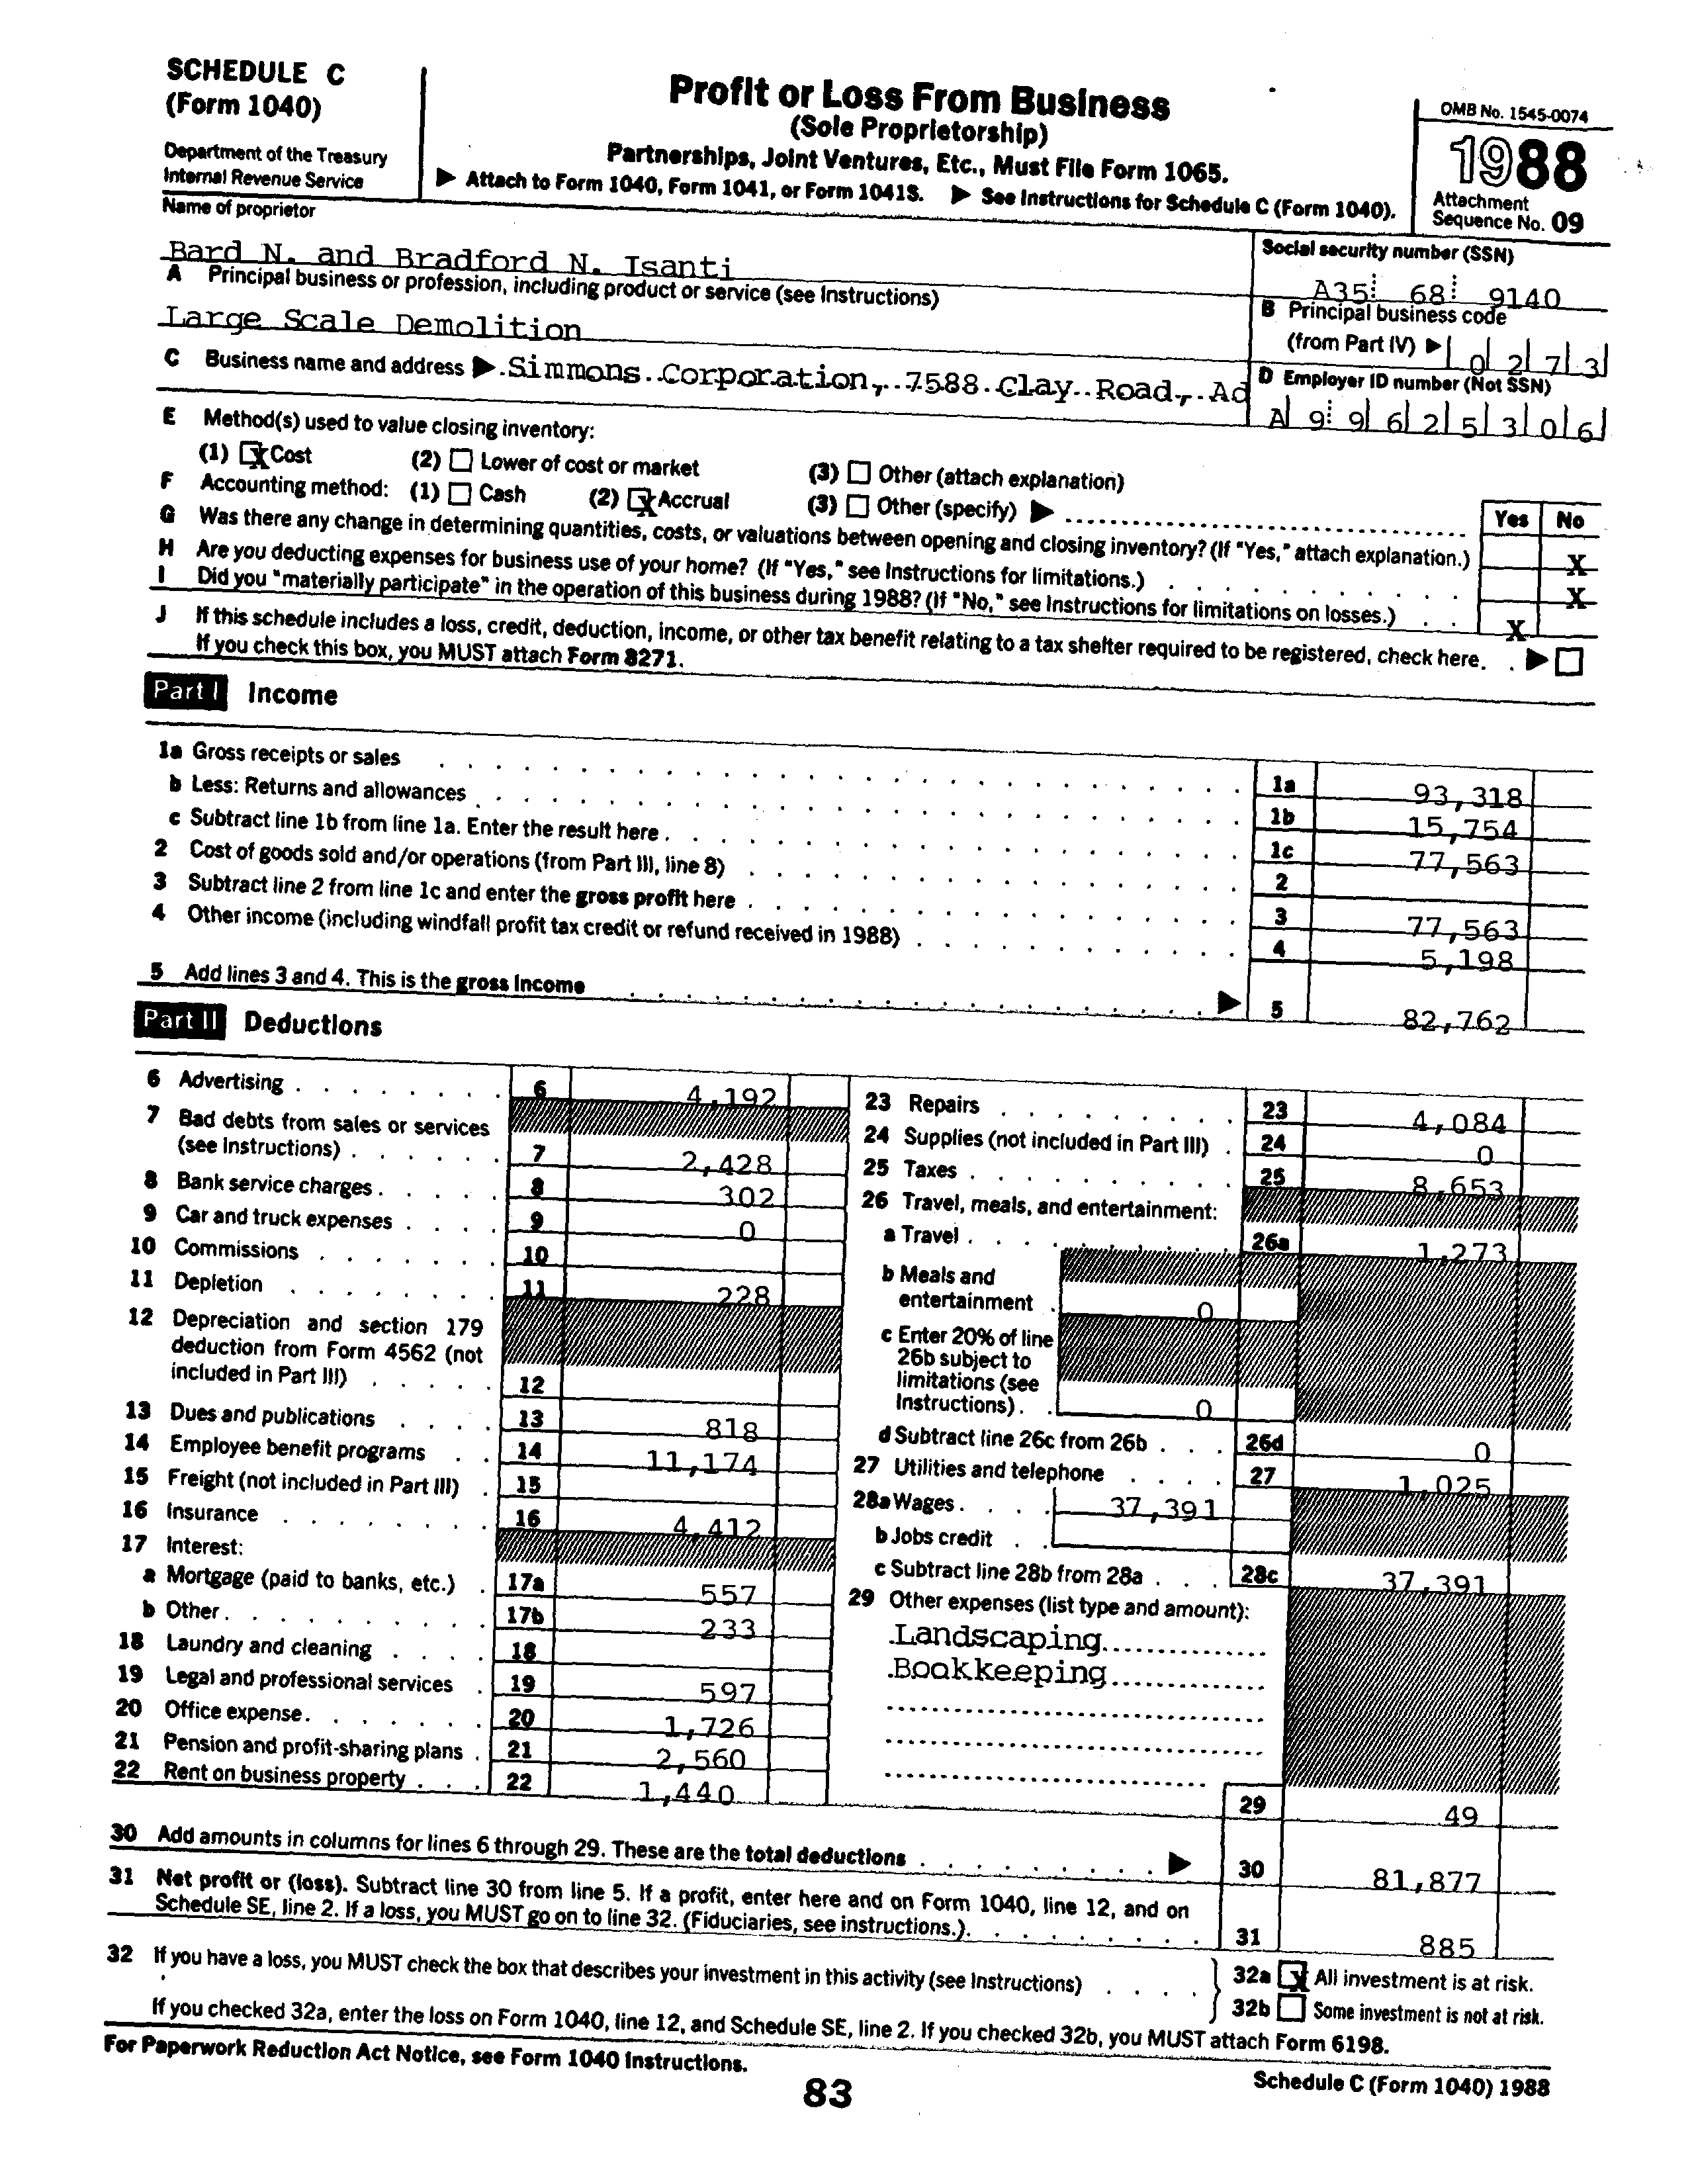 SCHEDULE C
(Form 1040)
Department of the Treasury
Internal Revenue Service
Profit or Loss From Business
(Sole Proprietorship)
Partnerships, Joint Ventures, Etc., Must File Form 1065.
▶ Attach to Form 1040, Form 1041, or Form 1041S. ▶ See Instructions for Schedule C (Form 1040).
OMB No. 1545-0074
1988
Attachment
Sequence No. 09
Name of proprietor
Bard N. and Bradford N. Isanti
Social security number (SSN)
A35 68 9140
A Principal business or profession, including product or service (see Instructions)
Large Scale Demolition
B Principal business code
(from Part IV) ▶ 0 2 7 3
C Business name and address ▶ Simmons Corporation, 7588 Clay Road, Ad
D Employer ID number (Not SSN)
A 9 9 6 2 5 3 0 6
E Method(s) used to value closing inventory:
(1) [X] Cost (2) [ ] Lower of cost or market (3) [ ] Other (attach explanation)
F Accounting method: (1) [ ] Cash (2) [X] Accrual (3) [ ] Other (specify) ▶
Yes No
G Was there any change in determining quantities, costs, or valuations between opening and closing inventory? (If "Yes," attach explanation.) X
H Are you deducting expenses for business use of your home? (If "Yes," see Instructions for limitations.) X
I Did you "materially participate" in the operation of this business during 1988? (If "No," see Instructions for limitations on losses.) X
J If this schedule includes a loss, credit, deduction, income, or other tax benefit relating to a tax shelter required to be registered, check here. ▶ [ ]
If you check this box, you MUST attach Form 8271.
Part I Income
1a Gross receipts or sales 1a 93,318
b Less: Returns and allowances 1b 15,754
c Subtract line 1b from line 1a. Enter the result here 1c 77,563
2 Cost of goods sold and/or operations (from Part III, line 8) 2
3 Subtract line 2 from line 1c and enter the gross profit here 3 77,563
4 Other income (including windfall profit tax credit or refund received in 1988) 4 5,198
5 Add lines 3 and 4. This is the gross income ▶ 5 82,762
Part II Deductions
6 Advertising 6 4,192
7 Bad debts from sales or services
(see Instructions) 7 2,428
8 Bank service charges 8 302
9 Car and truck expenses 9 0
10 Commissions 10
11 Depletion 11 228
12 Depreciation and section 179
deduction from Form 4562 (not
included in Part III) 12
13 Dues and publications 13 818
14 Employee benefit programs 14 11,174
15 Freight (not included in Part III) 15
16 Insurance 16 4,412
17 Interest:
a Mortgage (paid to banks, etc.) 17a 557
b Other 17b 233
18 Laundry and cleaning 18
19 Legal and professional services 19 597
20 Office expense 20 1,726
21 Pension and profit-sharing plans 21 2,560
22 Rent on business property 22 1,440
23 Repairs 23 4,084
24 Supplies (not included in Part III) 24 0
25 Taxes 25 8,653
26 Travel, meals, and entertainment:
a Travel 26a 1,273
b Meals and
entertainment 0
c Enter 20% of line
26b subject to
limitations (see
Instructions) 0
d Subtract line 26c from 26b 26d 0
27 Utilities and telephone 27 1,025
28a Wages 37,391
b Jobs credit
c Subtract line 28b from 28a 28c 37,391
29 Other expenses (list type and amount):
Landscaping
Bookkeeping
29 49
30 Add amounts in columns for lines 6 through 29. These are the total deductions ▶ 30 81,877
31 Net profit or (loss). Subtract line 30 from line 5. If a profit, enter here and on Form 1040, line 12, and on
Schedule SE, line 2. If a loss, you MUST go on to line 32. (Fiduciaries, see instructions.) 31 885
32 If you have a loss, you MUST check the box that describes your investment in this activity (see Instructions)
32a [X] All investment is at risk.
32b [ ] Some investment is not at risk.
If you checked 32a, enter the loss on Form 1040, line 12, and Schedule SE, line 2. If you checked 32b, you MUST attach Form 6198.
For Paperwork Reduction Act Notice, see Form 1040 Instructions.
Schedule C (Form 1040) 1988
83